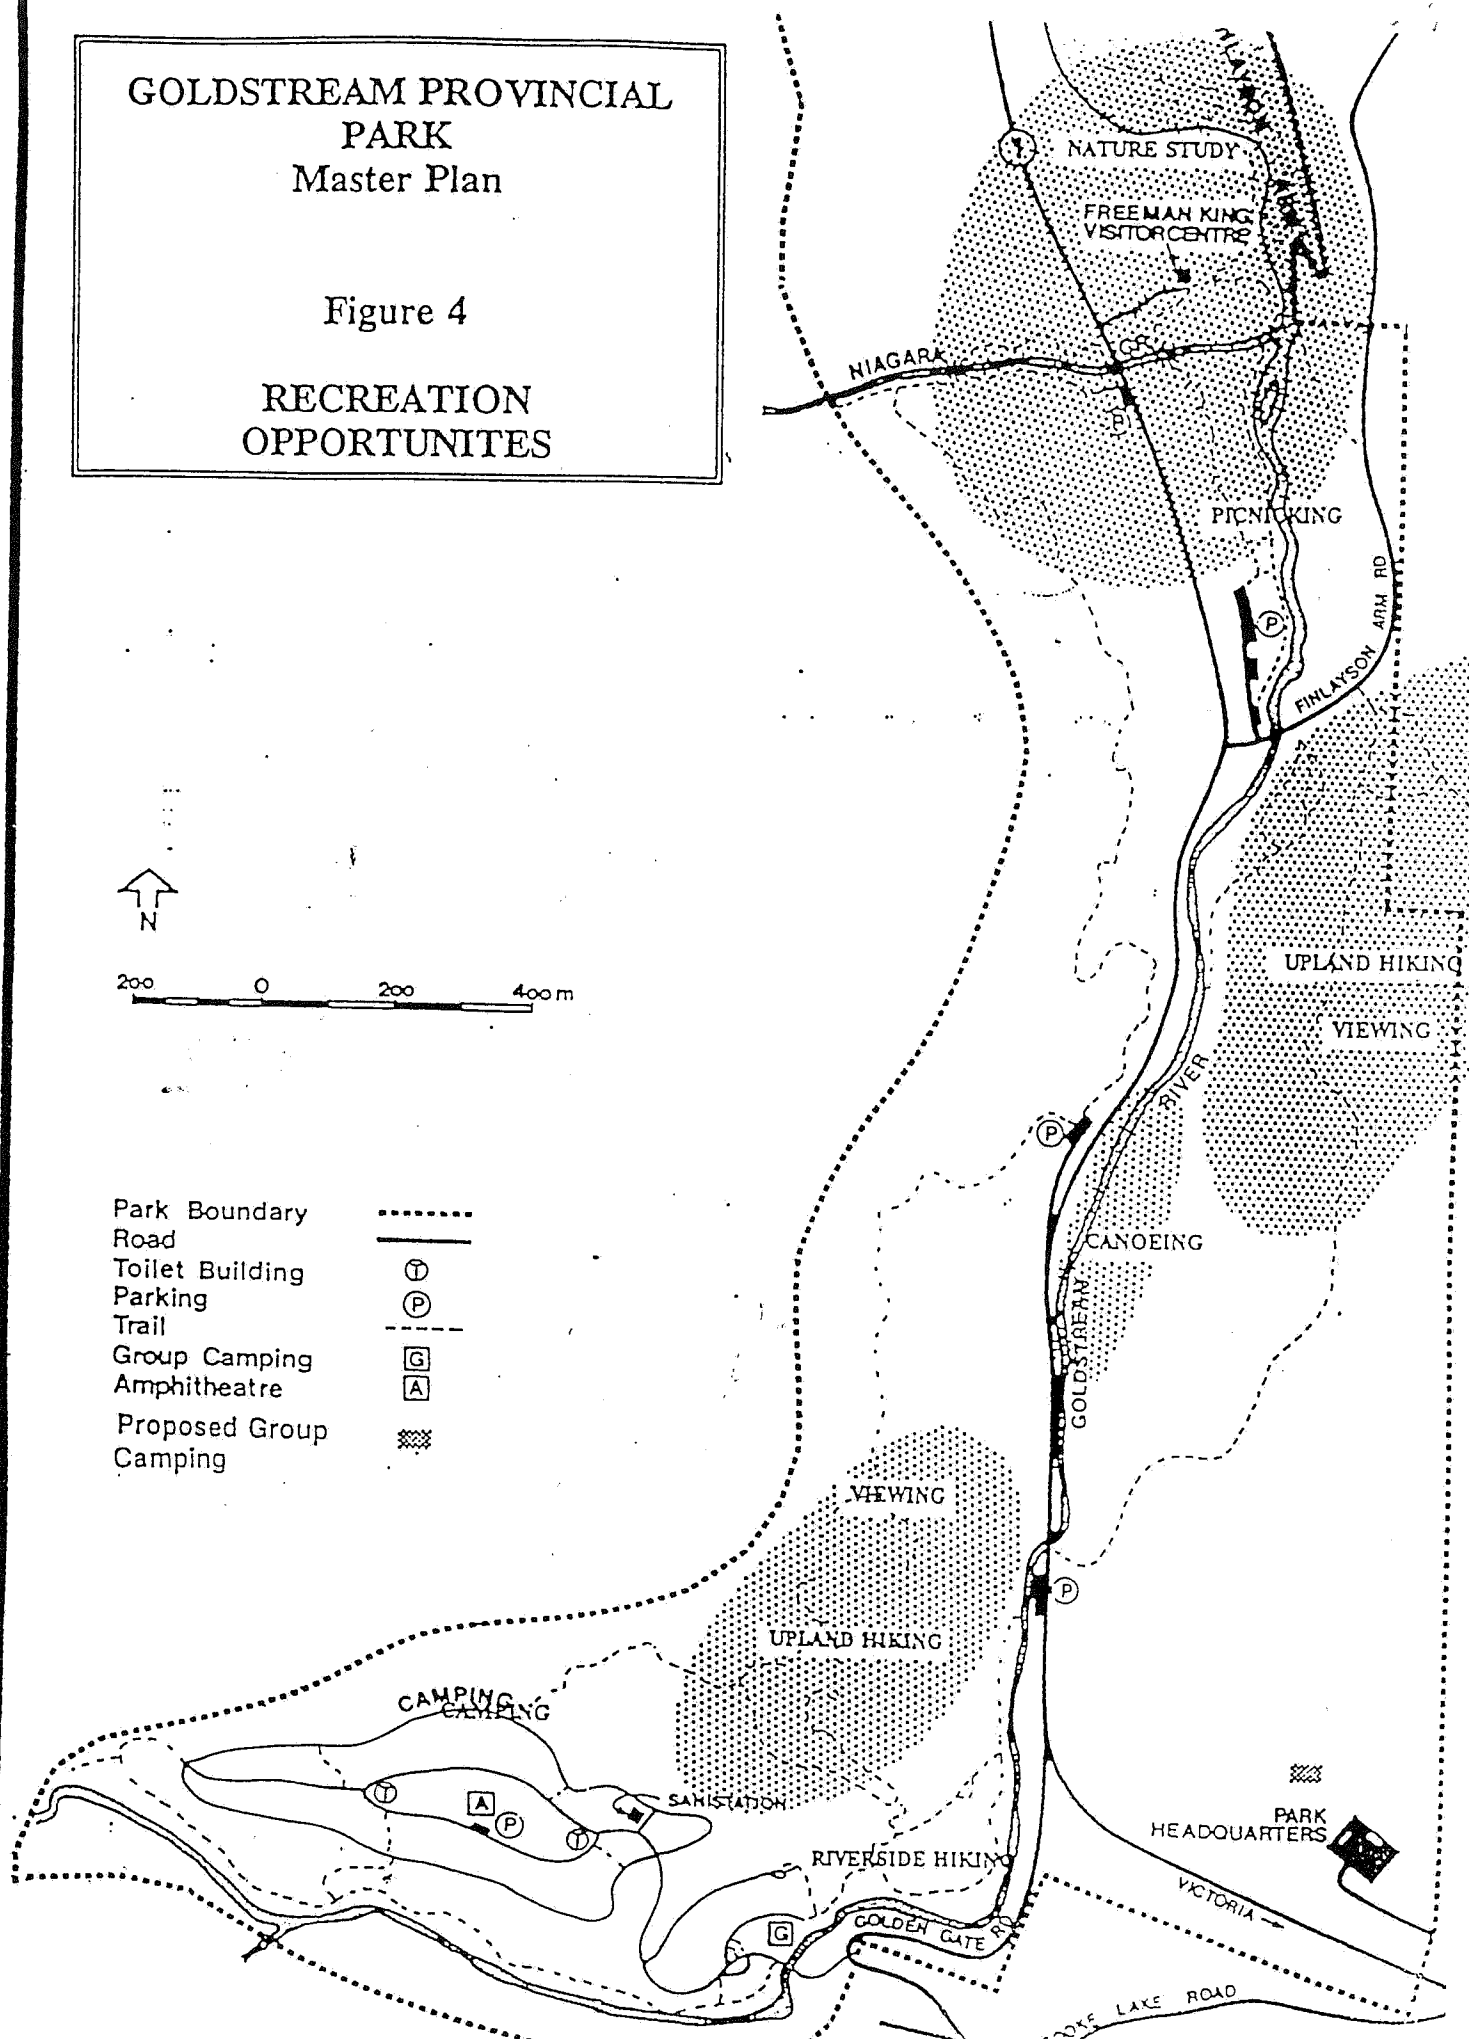 GOLDSTREAM PROVINCIAL
PARK
Master Plan
Figure 4
RECREATION
OPPORTUNITES
NATURE STUDY
FREEMAN KING
VISITOR CENTRE
NIAGARA
P
PICNICKING
P
FINLAYSON ARM RD
N
200 0 200 400 m
UPLAND HIKING
VIEWING
RIVER
P
CANOEING
GOLDSTREAM
Park Boundary
Road
Toilet Building T
Parking P
Trail
Group Camping G
Amphitheatre A
Proposed Group
Camping
VIEWING
P
UPLAND HIKING
CAMPING
CAMPING
T
A
P
T
SANISTATION
RIVERSIDE HIKING
G
GOLDEN GATE RD
PARK
HEADQUARTERS
VICTORIA
LAKE ROAD